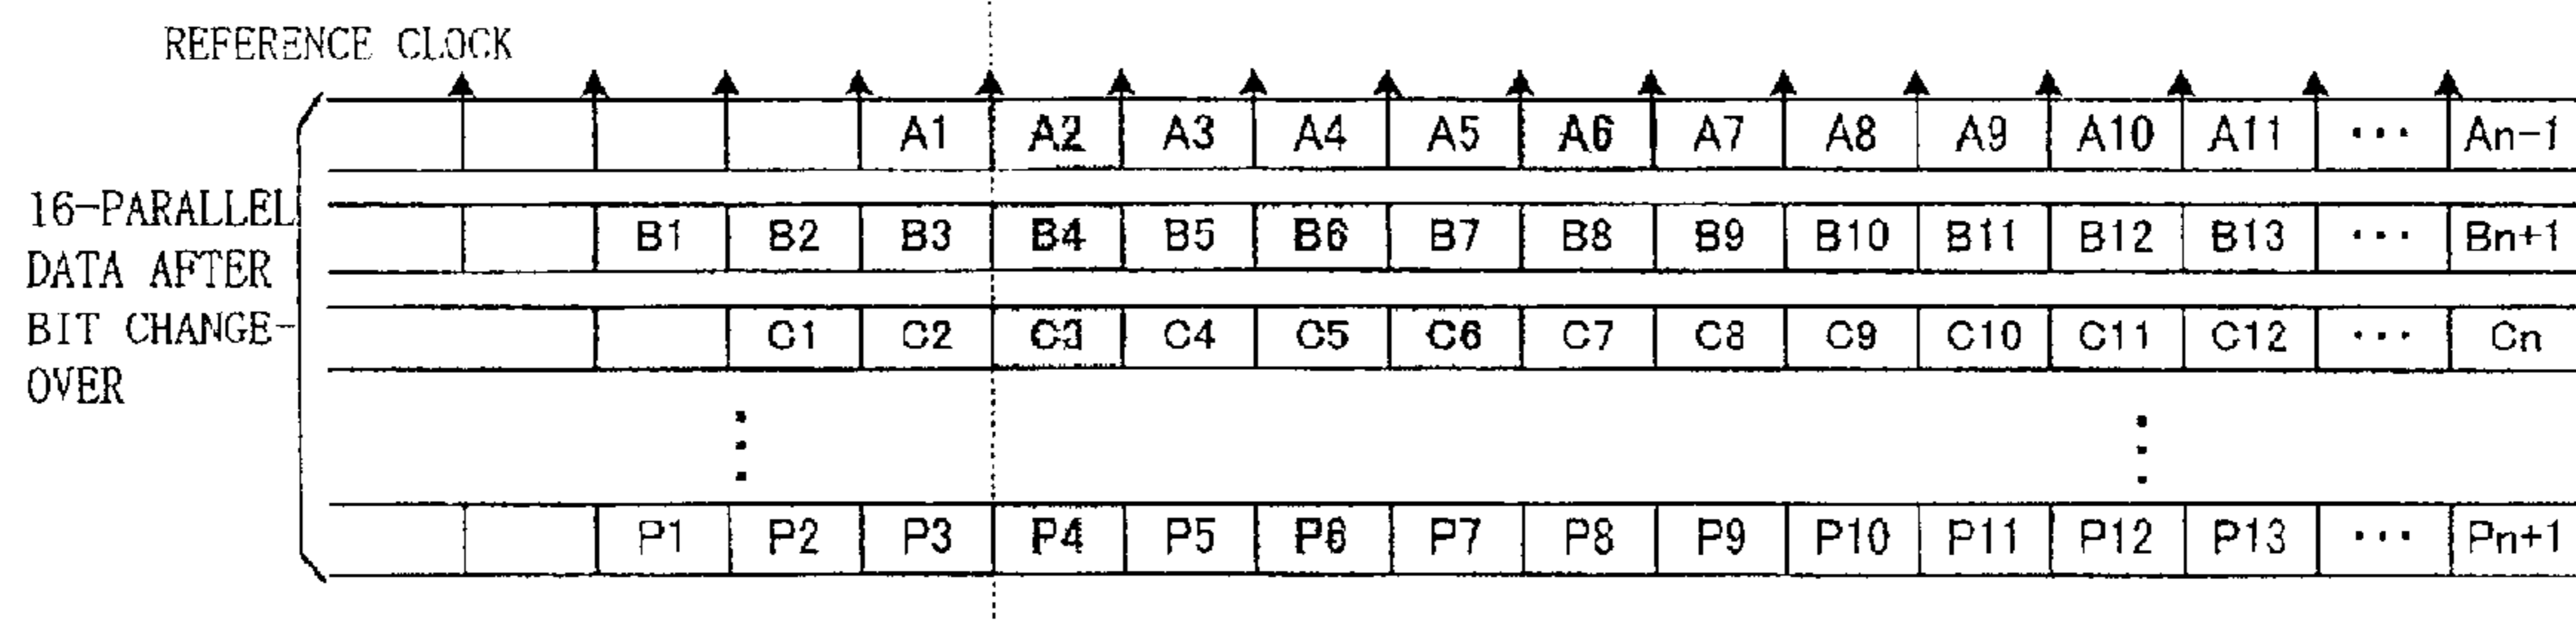 REFERENCE CLOCK
A1 A2 A3 A4 A5 A6 A7 A8 A9 A10 A11 ... An-1
16-PARALLEL
DATA AFTER
BIT CHANGE-
OVER
B1 B2 B3 B4 B5 B6 B7 B8 B9 B10 B11 B12 B13 ... Bn+1
C1 C2 C3 C4 C5 C6 C7 C8 C9 C10 C11 C12 ... Cn
P1 P2 P3 P4 P5 P6 P7 P8 P9 P10 P11 P12 P13 ... Pn+1